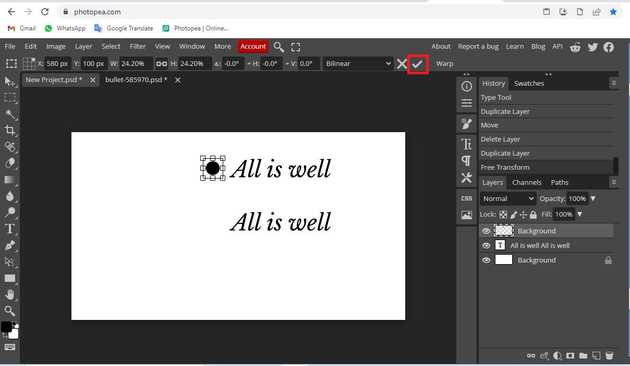 photopea.com
Gmail WhatsApp Google Translate Photopea | Online...
File Edit Image Layer Select Filter View Window More Account About Report a bug Learn Blog API
X: 580 px Y: 100 px W: 24.20% H: 24.20% -0.0° H: -0.0° V: 0.0° Bilinear Warp
New Project.psd * bullet-585970.psd *
History Swatches
Type Tool
Duplicate Layer
Move
Delete Layer
Duplicate Layer
Free Transform
Layers Channels Paths
Normal Opacity: 100%
Lock: Fill: 100%
Background
All is well All is well
Background
CSS
All is well
All is well